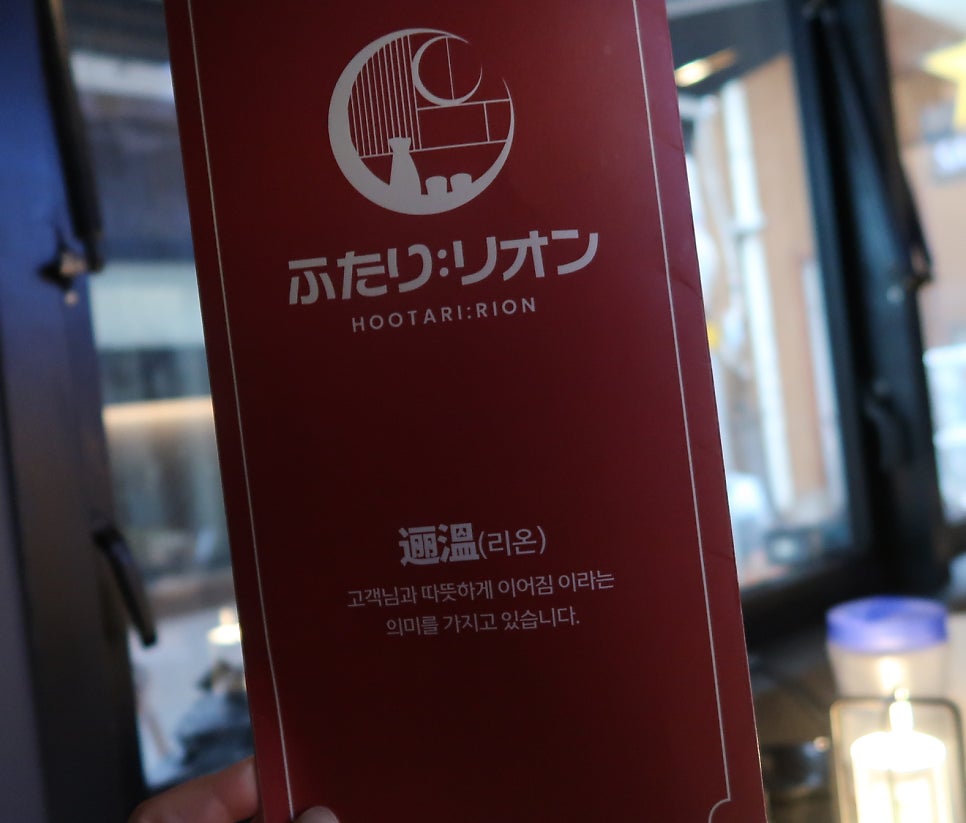 ふたり:リオン
HOOTARI:RION
逦溫(리온)
고객님과 따뜻하게 이어짐 이라는
의미를 가지고 있습니다.